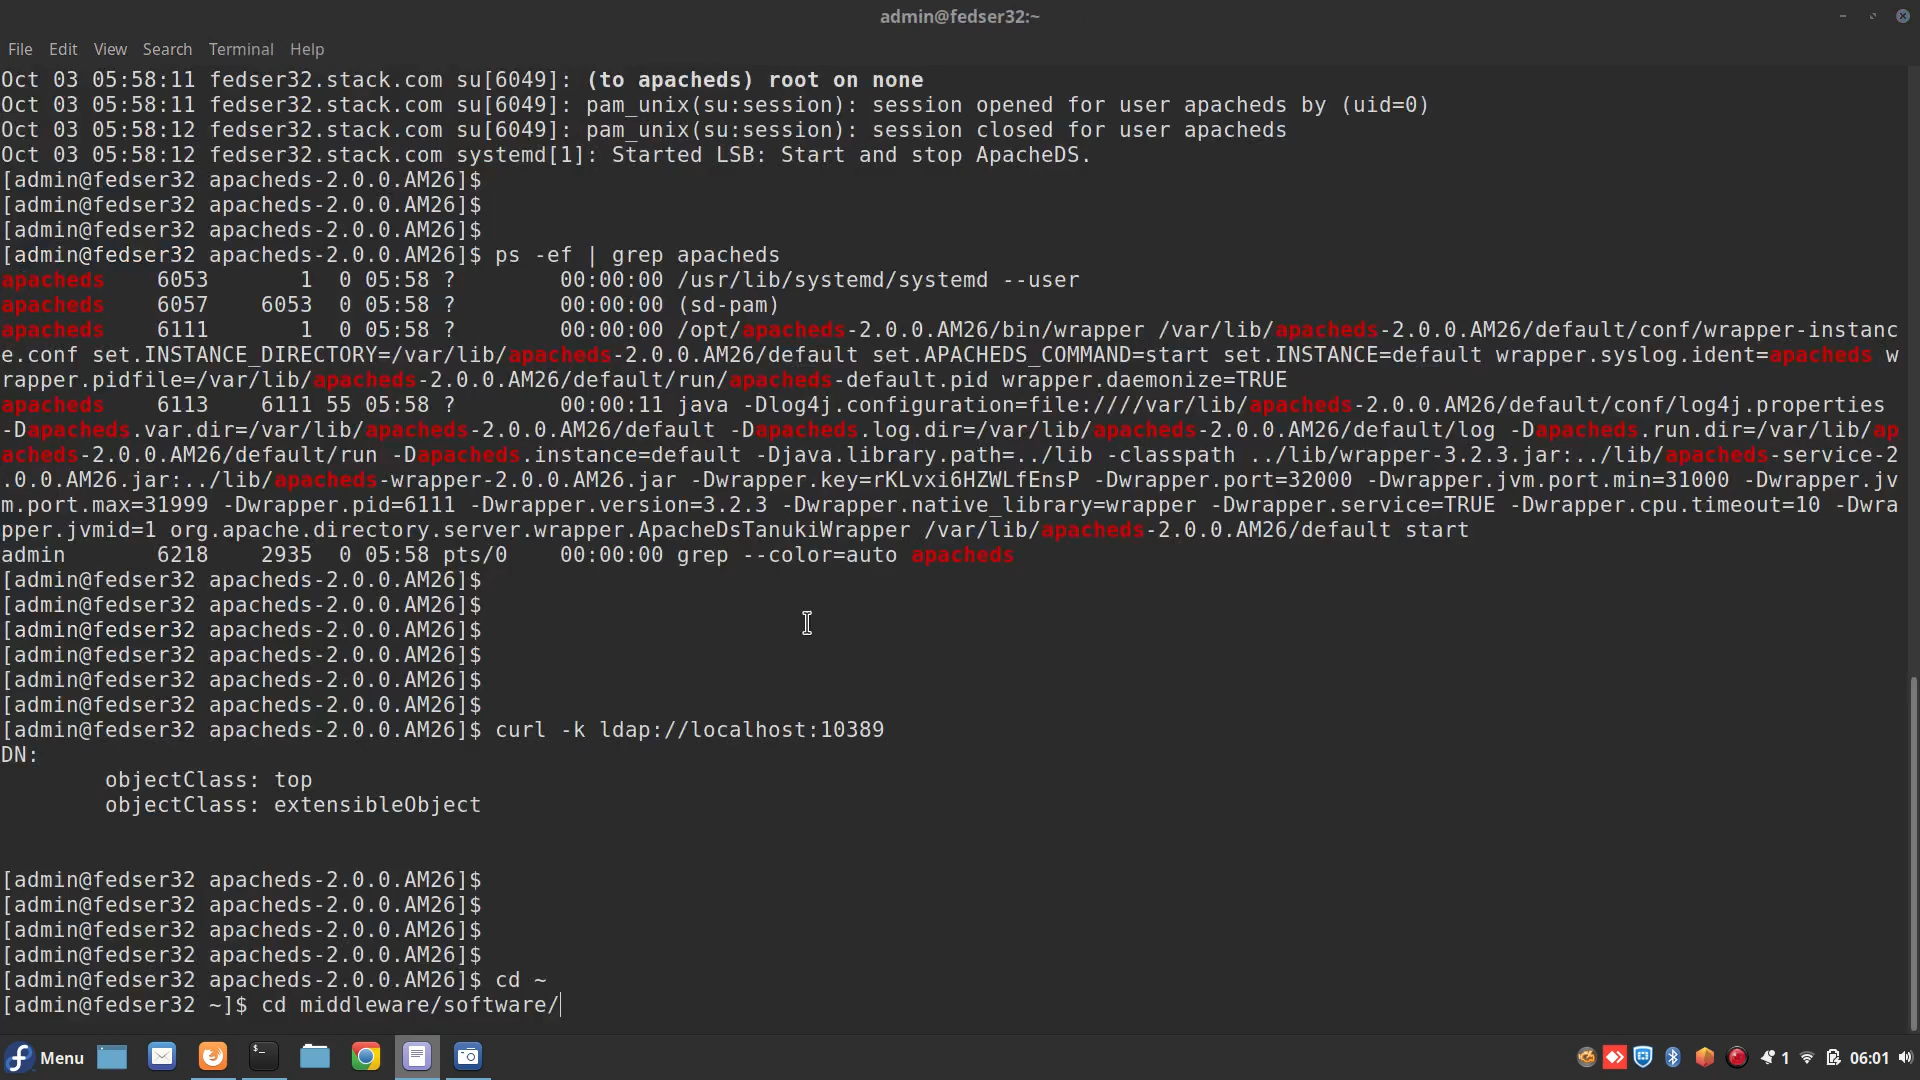 admin@fedser32:~
File Edit View Search Terminal Help
Oct 03 05:58:11 fedser32.stack.com su[6049]: (to apacheds) root on none
Oct 03 05:58:11 fedser32.stack.com su[6049]: pam_unix(su:session): session opened for user apacheds by (uid=0)
Oct 03 05:58:12 fedser32.stack.com su[6049]: pam_unix(su:session): session closed for user apacheds
Oct 03 05:58:12 fedser32.stack.com systemd[1]: Started LSB: Start and stop ApacheDS.
[admin@fedser32 apacheds-2.0.0.AM26]$
[admin@fedser32 apacheds-2.0.0.AM26]$
[admin@fedser32 apacheds-2.0.0.AM26]$
[admin@fedser32 apacheds-2.0.0.AM26]$ ps -ef | grep apacheds
apacheds    6053       1  0 05:58 ?        00:00:00 /usr/lib/systemd/systemd --user
apacheds    6057    6053  0 05:58 ?        00:00:00 (sd-pam)
apacheds    6111       1  0 05:58 ?        00:00:00 /opt/apacheds-2.0.0.AM26/bin/wrapper /var/lib/apacheds-2.0.0.AM26/default/conf/wrapper-instanc
e.conf set.INSTANCE_DIRECTORY=/var/lib/apacheds-2.0.0.AM26/default set.APACHEDS_COMMAND=start set.INSTANCE=default wrapper.syslog.ident=apacheds w
rapper.pidfile=/var/lib/apacheds-2.0.0.AM26/default/run/apacheds-default.pid wrapper.daemonize=TRUE
apacheds    6113    6111 55 05:58 ?        00:00:11 java -Dlog4j.configuration=file:////var/lib/apacheds-2.0.0.AM26/default/conf/log4j.properties
-Dapacheds.var.dir=/var/lib/apacheds-2.0.0.AM26/default -Dapacheds.log.dir=/var/lib/apacheds-2.0.0.AM26/default/log -Dapacheds.run.dir=/var/lib/ap
acheds-2.0.0.AM26/default/run -Dapacheds.instance=default -Djava.library.path=../lib -classpath ../lib/wrapper-3.2.3.jar:../lib/apacheds-service-2
.0.0.AM26.jar:../lib/apacheds-wrapper-2.0.0.AM26.jar -Dwrapper.key=rKLvxi6HZWLfEnsP -Dwrapper.port=32000 -Dwrapper.jvm.port.min=31000 -Dwrapper.jv
m.port.max=31999 -Dwrapper.pid=6111 -Dwrapper.version=3.2.3 -Dwrapper.native_library=wrapper -Dwrapper.service=TRUE -Dwrapper.cpu.timeout=10 -Dwra
pper.jvmid=1 org.apache.directory.server.wrapper.ApacheDsTanukiWrapper /var/lib/apacheds-2.0.0.AM26/default start
admin       6218    2935  0 05:58 pts/0    00:00:00 grep --color=auto apacheds
[admin@fedser32 apacheds-2.0.0.AM26]$
[admin@fedser32 apacheds-2.0.0.AM26]$
[admin@fedser32 apacheds-2.0.0.AM26]$
[admin@fedser32 apacheds-2.0.0.AM26]$
[admin@fedser32 apacheds-2.0.0.AM26]$
[admin@fedser32 apacheds-2.0.0.AM26]$
[admin@fedser32 apacheds-2.0.0.AM26]$ curl -k ldap://localhost:10389
DN:
        objectClass: top
        objectClass: extensibleObject
[admin@fedser32 apacheds-2.0.0.AM26]$
[admin@fedser32 apacheds-2.0.0.AM26]$
[admin@fedser32 apacheds-2.0.0.AM26]$
[admin@fedser32 apacheds-2.0.0.AM26]$
[admin@fedser32 apacheds-2.0.0.AM26]$ cd ~
[admin@fedser32 ~]$ cd middleware/software/
Menu 1 06:01